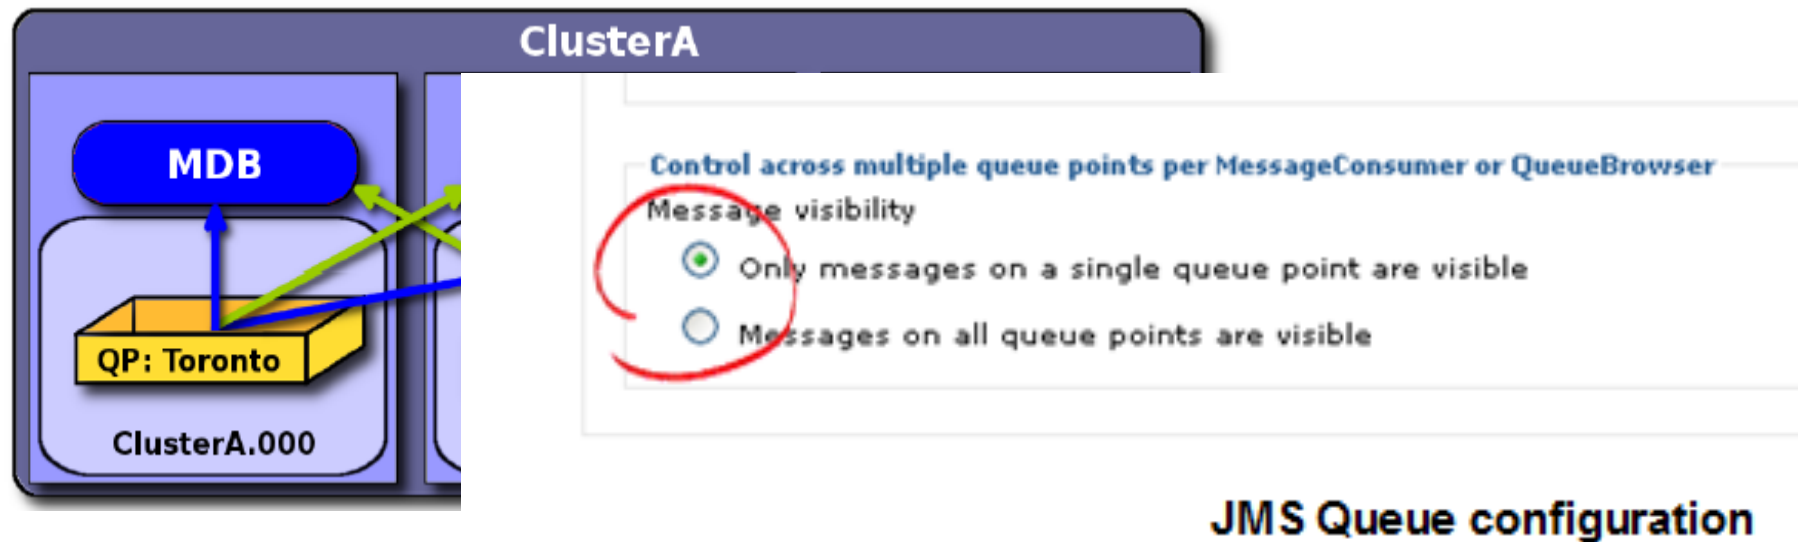 ClusterA
MDB
QP: Toronto
ClusterA.000
Control across multiple queue points per MessageConsumer or QueueBrowser
Message visibility
Only messages on a single queue point are visible
Messages on all queue points are visible
JMS Queue configuration